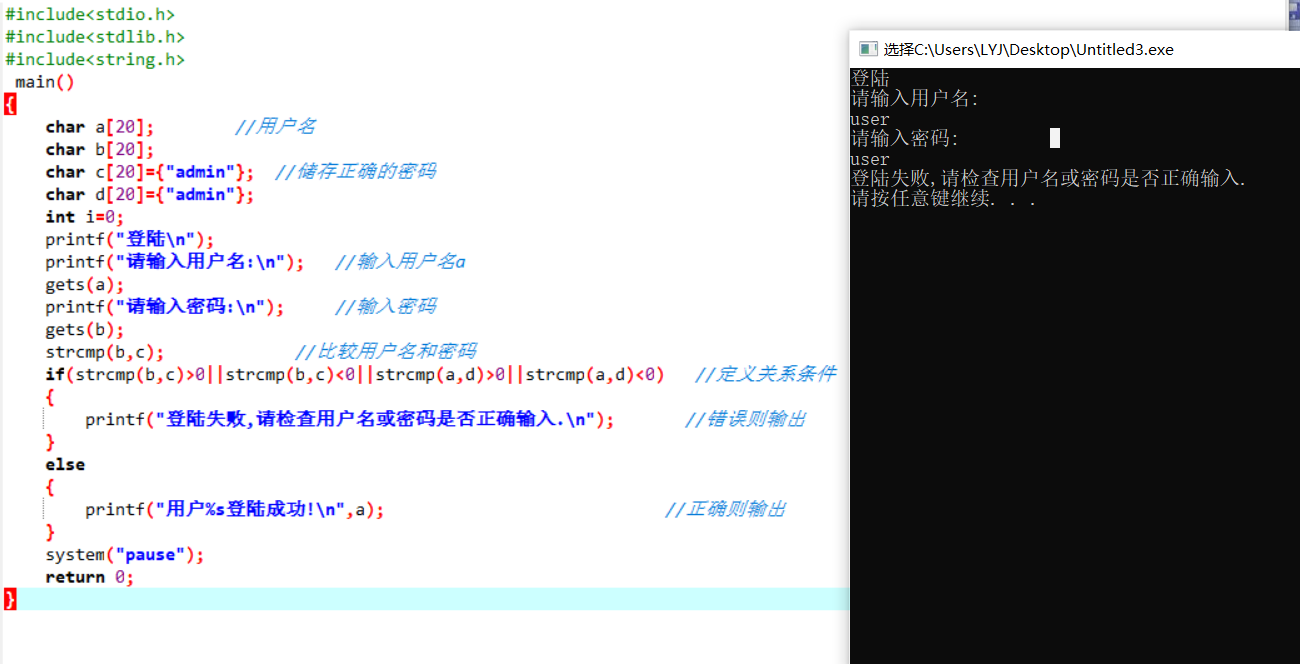 #include<stdio.h>
#include<stdlib.h>
#include<string.h>
main()
{
char a[20]; //用户名
char b[20];
char c[20]={"admin"}; //储存正确的密码
char d[20]={"admin"};
int i=0;
printf("登陆\n");
printf("请输入用户名:\n"); //输入用户名a
gets(a);
printf("请输入密码:\n"); //输入密码
gets(b);
strcmp(b,c); //比较用户名和密码
if(strcmp(b,c)>0||strcmp(b,c)<0||strcmp(a,d)>0||strcmp(a,d)<0) //定义关系条件
{
printf("登陆失败,请检查用户名或密码是否正确输入.\n"); //错误则输出
}
else
{
printf("用户%s登陆成功!\n",a); //正确则输出
}
system("pause");
return 0;
}
选择C:\Users\LYJ\Desktop\Untitled3.exe
登陆
请输入用户名:
user
请输入密码:
user
登陆失败,请检查用户名或密码是否正确输入.
请按任意键继续. . .